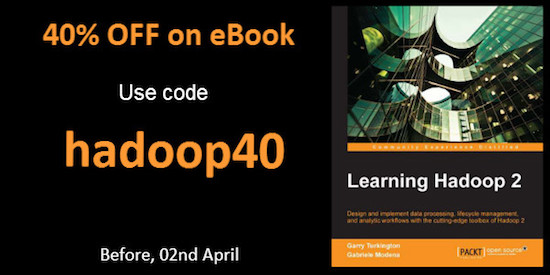 40% OFF on eBook
Use code
hadoop40
Before, 02nd April
Community Experience Distilled
Learning Hadoop 2
Design and implement data processing, lifecycle management,
and analytic workflows with the cutting-edge toolbox of Hadoop 2
Garry Turkington
Gabriele Modena
PACKT open source
PUBLISHING